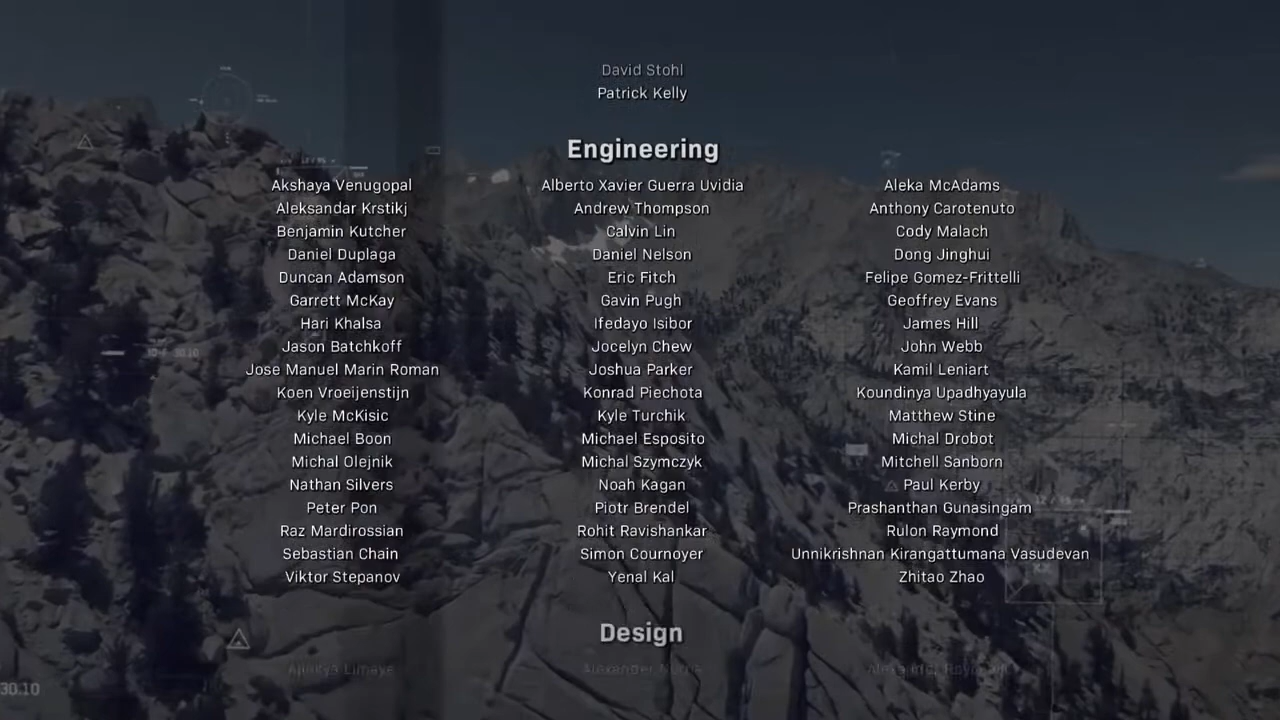 David Stohl
Patrick Kelly
Engineering
Akshaya Venugopal Alberto Xavier Guerra Uvidia Aleka McAdams
Aleksandar Krstikj Andrew Thompson Anthony Carotenuto
Benjamin Kutcher Calvin Lin Cody Malach
Daniel Duplaga Daniel Nelson Dong Jinghui
Duncan Adamson Eric Fitch Felipe Gomez-Frittelli
Garrett McKay Gavin Pugh Geoffrey Evans
Hari Khalsa Ifedayo Isibor James Hill
Jason Batchkoff Jocelyn Chew John Webb
Jose Manuel Marin Roman Joshua Parker Kamil Leniart
Koen Vroeijenstijn Konrad Piechota Koundinya Upadhyayula
Kyle McKisic Kyle Turchik Matthew Stine
Michael Boon Michael Esposito Michal Drobot
Michal Olejnik Michal Szymczyk Mitchell Sanborn
Nathan Silvers Noah Kagan Paul Kerby
Peter Pon Piotr Brendel Prashanthan Gunasingam
Raz Mardirossian Rohit Ravishankar Rulon Raymond
Sebastian Chain Simon Cournoyer Unnikrishnan Kirangattumana Vasudevan
Viktor Stepanov Yenal Kal Zhitao Zhao
Design
30.10